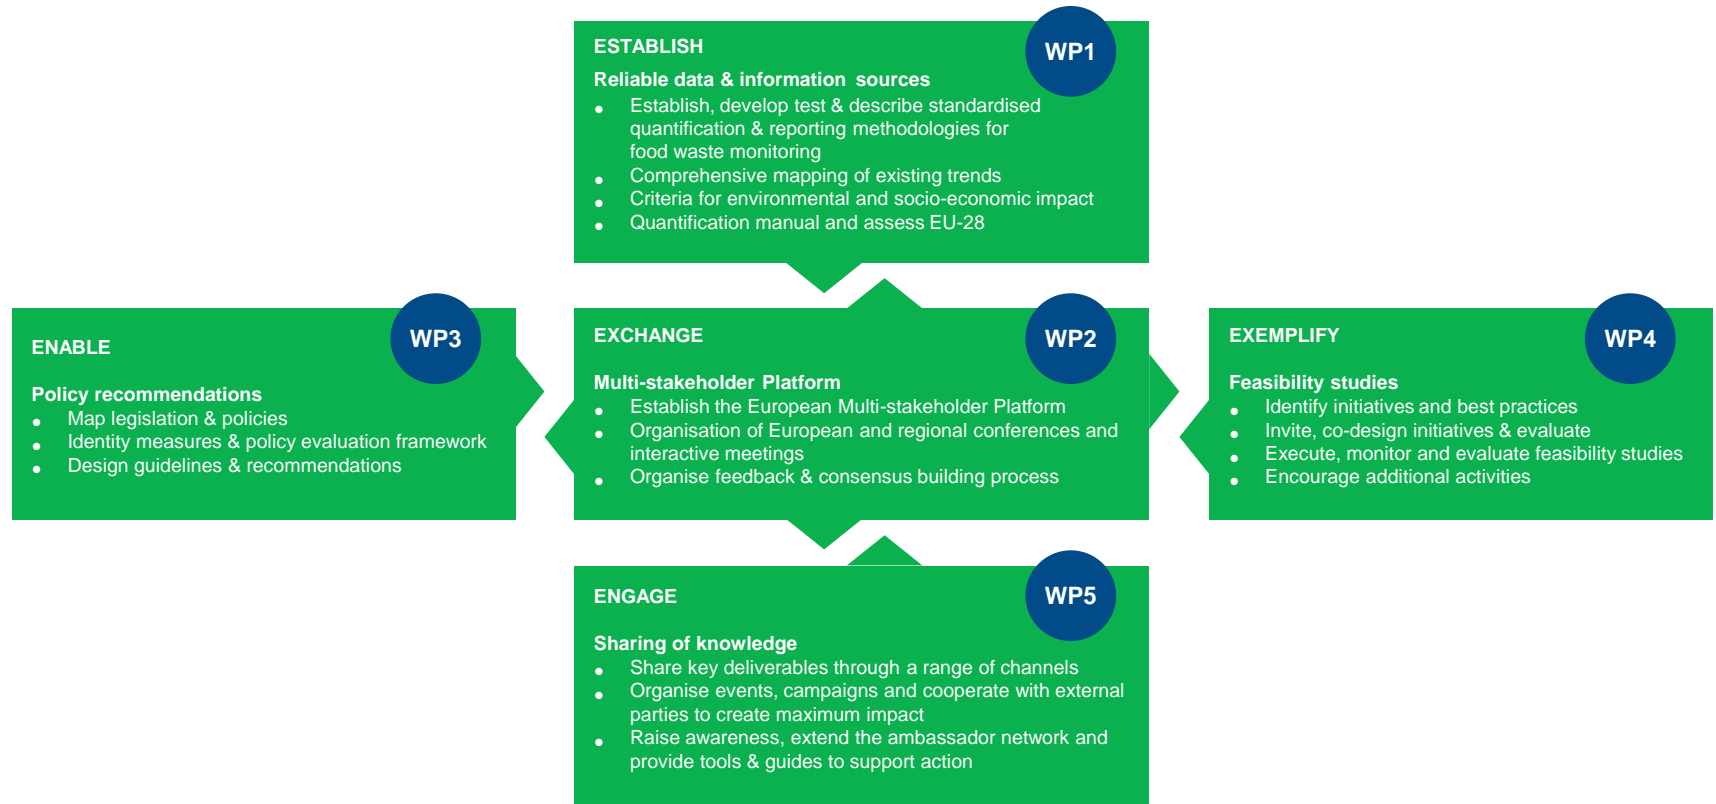 ESTABLISH
WP1
Reliable data & information sources
• Establish, develop test & describe standardised
quantification & reporting methodologies for
food waste monitoring
• Comprehensive mapping of existing trends
• Criteria for environmental and socio-economic impact
• Quantification manual and assess EU-28
ENABLE
WP3
Policy recommendations
• Map legislation & policies
• Identity measures & policy evaluation framework
• Design guidelines & recommendations
EXCHANGE
WP2
Multi-stakeholder Platform
• Establish the European Multi-stakeholder Platform
• Organisation of European and regional conferences and
interactive meetings
• Organise feedback & consensus building process
EXEMPLIFY
WP4
Feasibility studies
• Identify initiatives and best practices
• Invite, co-design initiatives & evaluate
• Execute, monitor and evaluate feasibility studies
• Encourage additional activities
ENGAGE
WP5
Sharing of knowledge
• Share key deliverables through a range of channels
• Organise events, campaigns and cooperate with external
parties to create maximum impact
• Raise awareness, extend the ambassador network and
provide tools & guides to support action